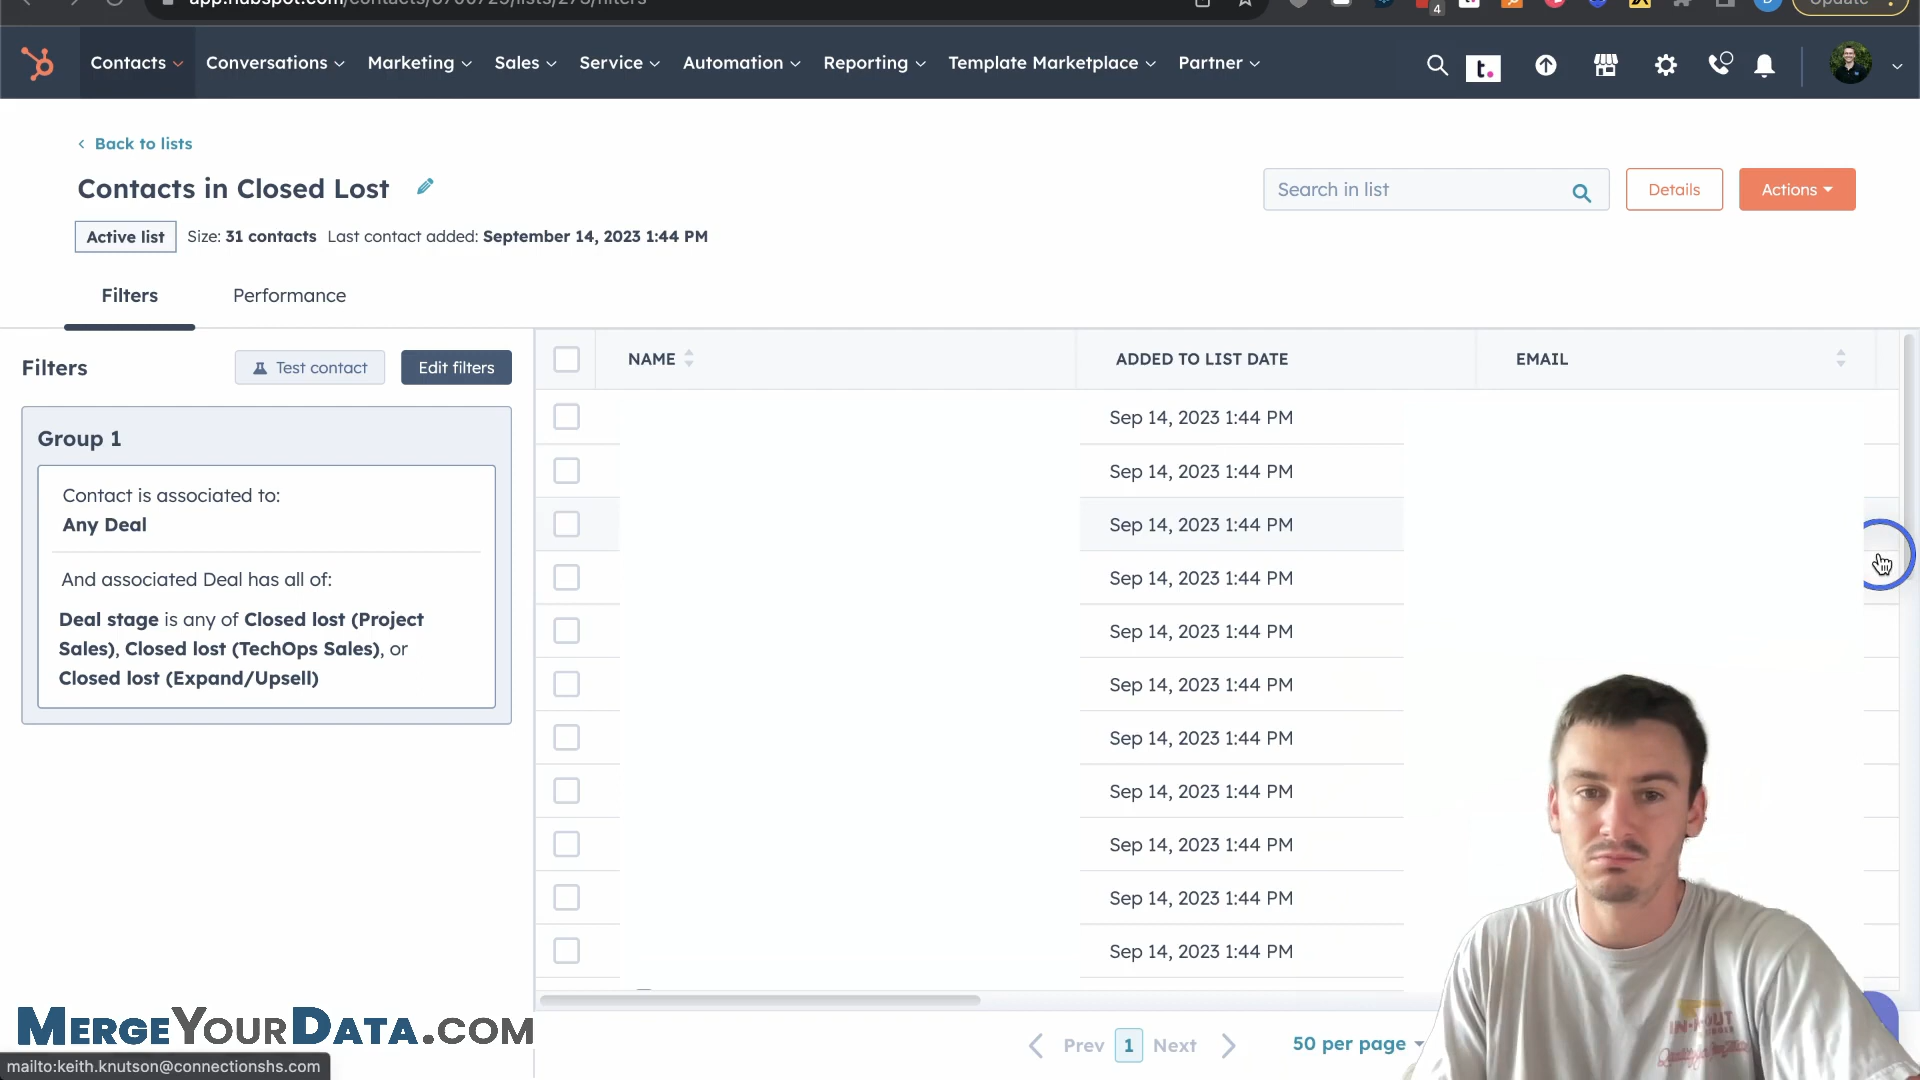 Update
4
Contacts
Conversations
Marketing
Sales
Service
Automation
Reporting
Template Marketplace
Partner
t.
Back to lists
Contacts in Closed Lost
Search in list
Details
Actions
Active list
Size: 31 contacts
Last contact added: September 14, 2023 1:44 PM
Filters
Performance
Filters
Test contact
Edit filters
NAME
ADDED TO LIST DATE
EMAIL
Group 1
Contact is associated to:
Any Deal
And associated Deal has all of:
Deal stage is any of Closed lost (Project
Sales), Closed lost (TechOps Sales), or
Closed lost (Expand/Upsell)
Sep 14, 2023 1:44 PM
Sep 14, 2023 1:44 PM
Sep 14, 2023 1:44 PM
Sep 14, 2023 1:44 PM
Sep 14, 2023 1:44 PM
Sep 14, 2023 1:44 PM
Sep 14, 2023 1:44 PM
Sep 14, 2023 1:44 PM
Sep 14, 2023 1:44 PM
Sep 14, 2023 1:44 PM
Sep 14, 2023 1:44 PM
Prev
1
Next
50 per page
MERGEYOURDATA.COM
mailto:keith.knutson@connectionshs.com
IN-N-OUT